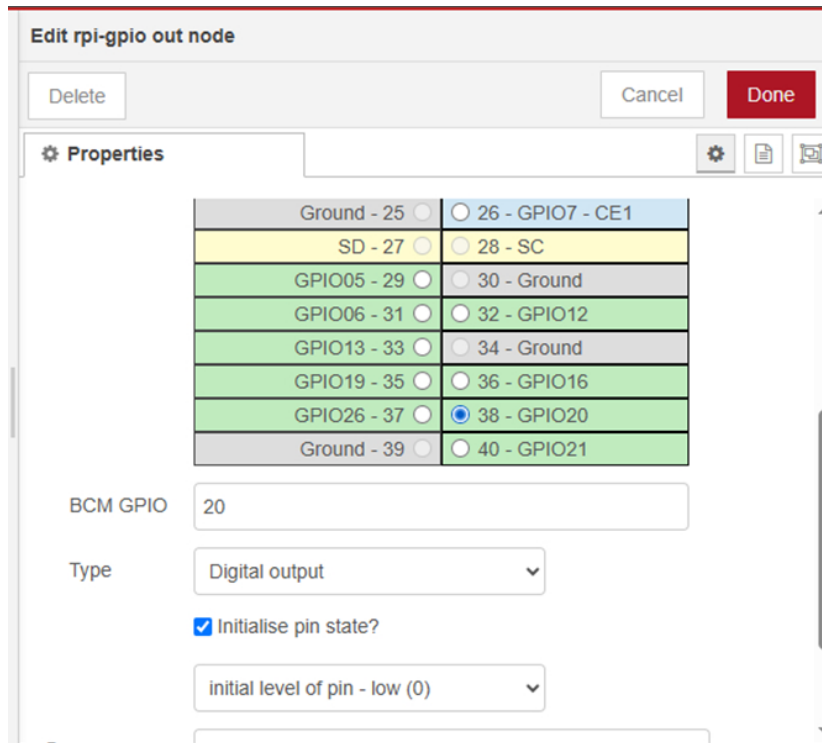 Edit rpi-gpio out node
Delete Cancel Done
Properties
Ground - 25 26 - GPIO7 - CE1
SD - 27 28 - SC
GPIO05 - 29 30 - Ground
GPIO06 - 31 32 - GPIO12
GPIO13 - 33 34 - Ground
GPIO19 - 35 36 - GPIO16
GPIO26 - 37 38 - GPIO20
Ground - 39 40 - GPIO21
BCM GPIO 20
Type Digital output
Initialise pin state?
initial level of pin - low (0)